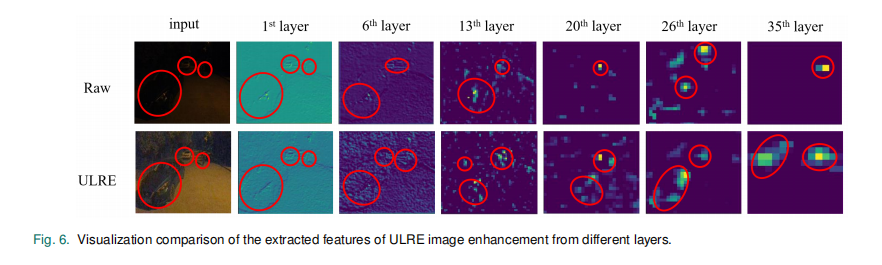 input 1st layer 6th layer 13th layer 20th layer 26th layer 35th layer
Raw
ULRE
Fig. 6. Visualization comparison of the extracted features of ULRE image enhancement from different layers.